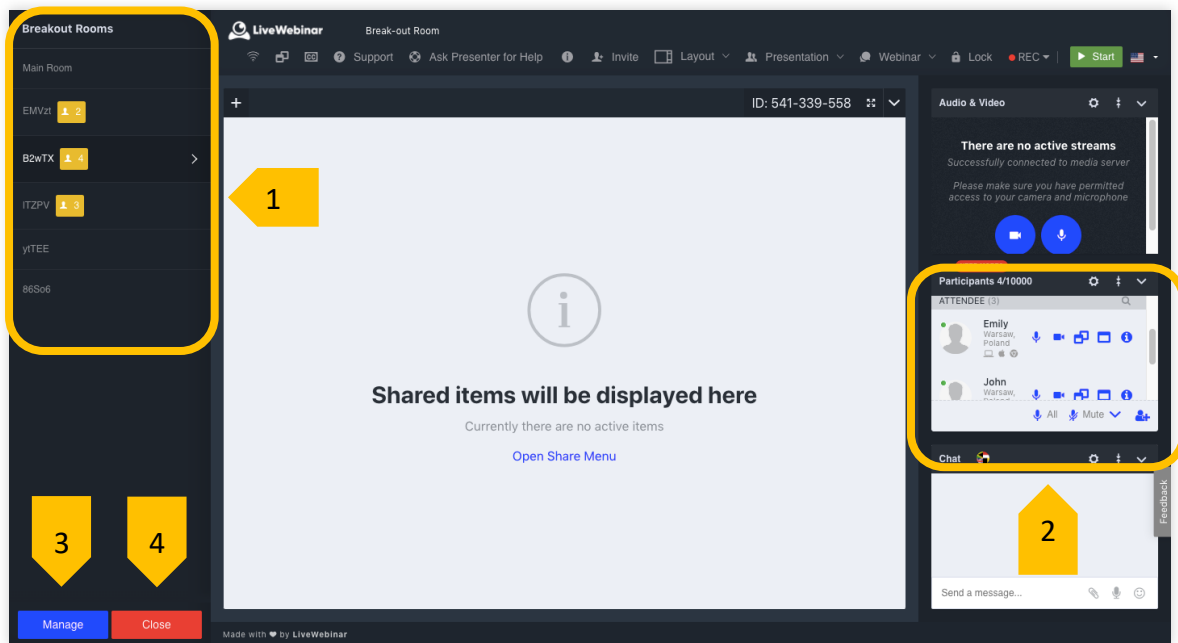 Breakout Rooms
Main Room
EMVzt 2
B2wTX 4
ITZPV 3
ytTEE
86So6
3
4
Manage
Close
LiveWebinar
Break-out Room
CC
Support
Ask Presenter for Help
Invite
Layout
Presentation
Webinar
Lock
REC
Start
+
ID: 541-339-558
1
Shared items will be displayed here
Currently there are no active items
Open Share Menu
Made with ♥ by LiveWebinar
Audio & Video
There are no active streams
Successfully connected to media server
Please make sure you have permitted
access to your camera and microphone
Participants 4/10000
ATTENDEE (3)
Emily
Warsaw,
Poland
John
Warsaw,
All
Mute
Chat
2
Feedback
Send a message...